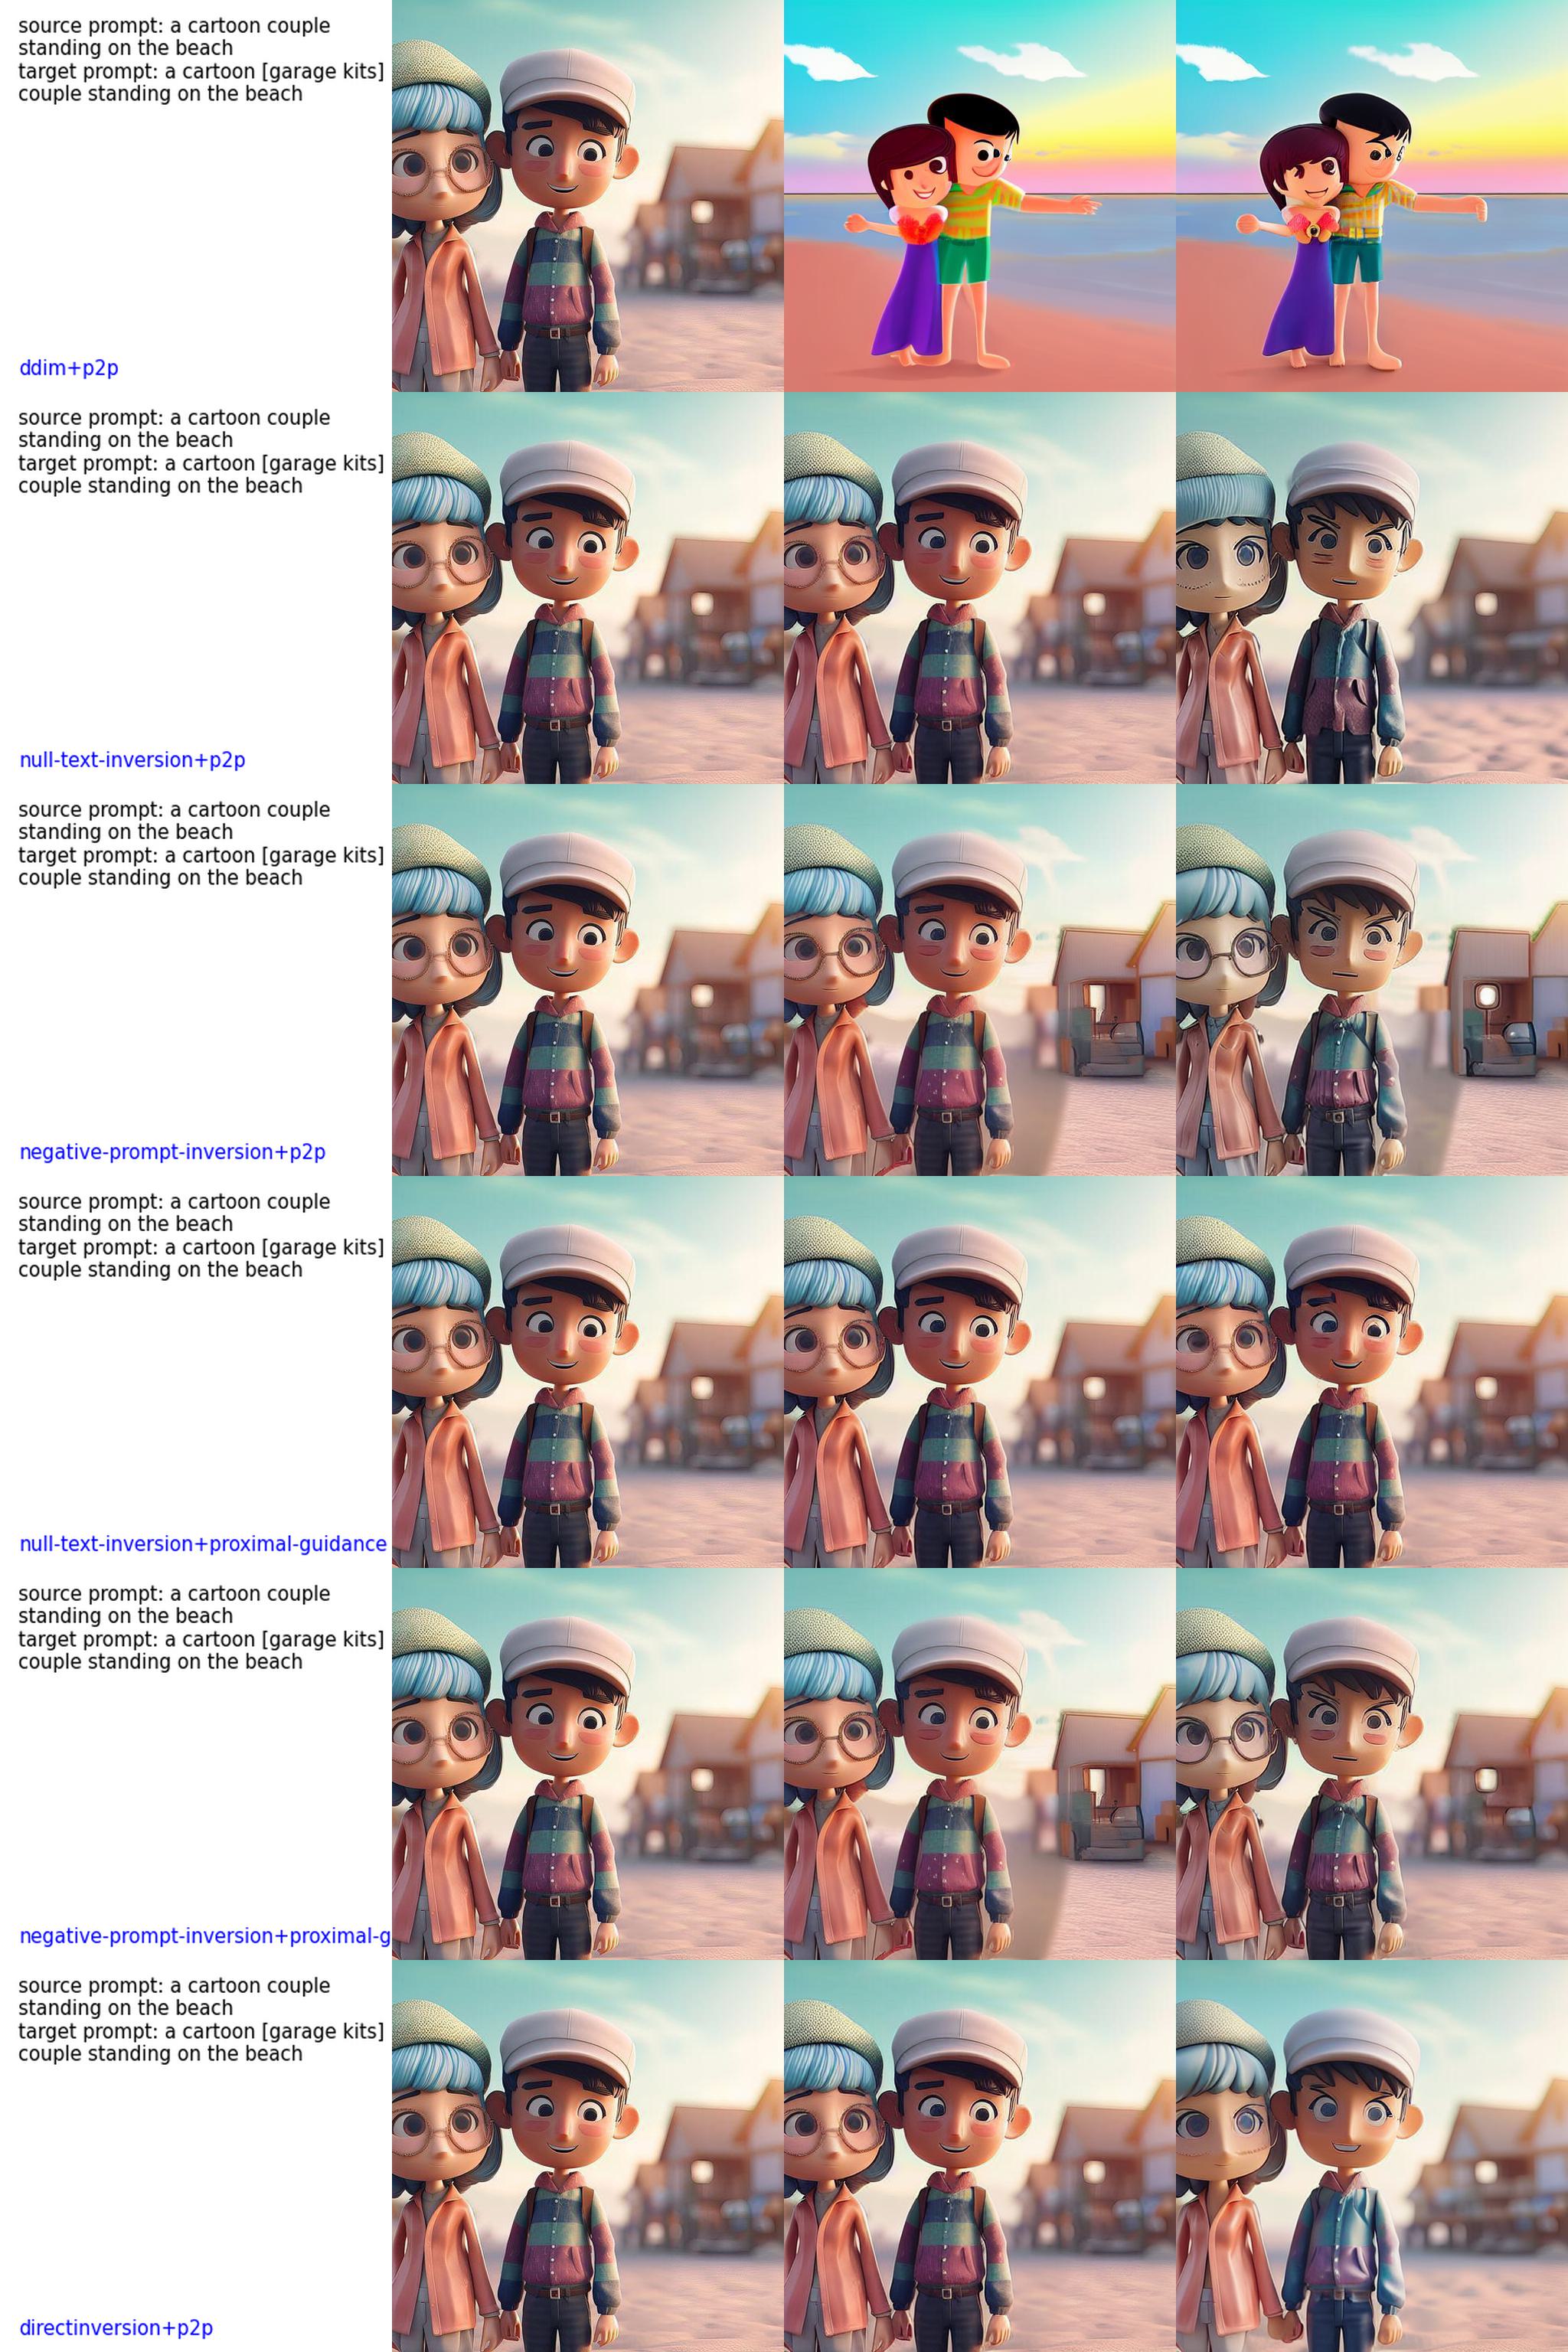 source prompt: a cartoon couple
standing on the beach
target prompt: a cartoon [garage kits]
couple standing on the beach
ddim+p2p
source prompt: a cartoon couple
standing on the beach
target prompt: a cartoon [garage kits]
couple standing on the beach
null-text-inversion+p2p
source prompt: a cartoon couple
standing on the beach
target prompt: a cartoon [garage kits]
couple standing on the beach
negative-prompt-inversion+p2p
source prompt: a cartoon couple
standing on the beach
target prompt: a cartoon [garage kits]
couple standing on the beach
null-text-inversion+proximal-guidance
source prompt: a cartoon couple
standing on the beach
target prompt: a cartoon [garage kits]
couple standing on the beach
negative-prompt-inversion+proximal-g
source prompt: a cartoon couple
standing on the beach
target prompt: a cartoon [garage kits]
couple standing on the beach
directinversion+p2p